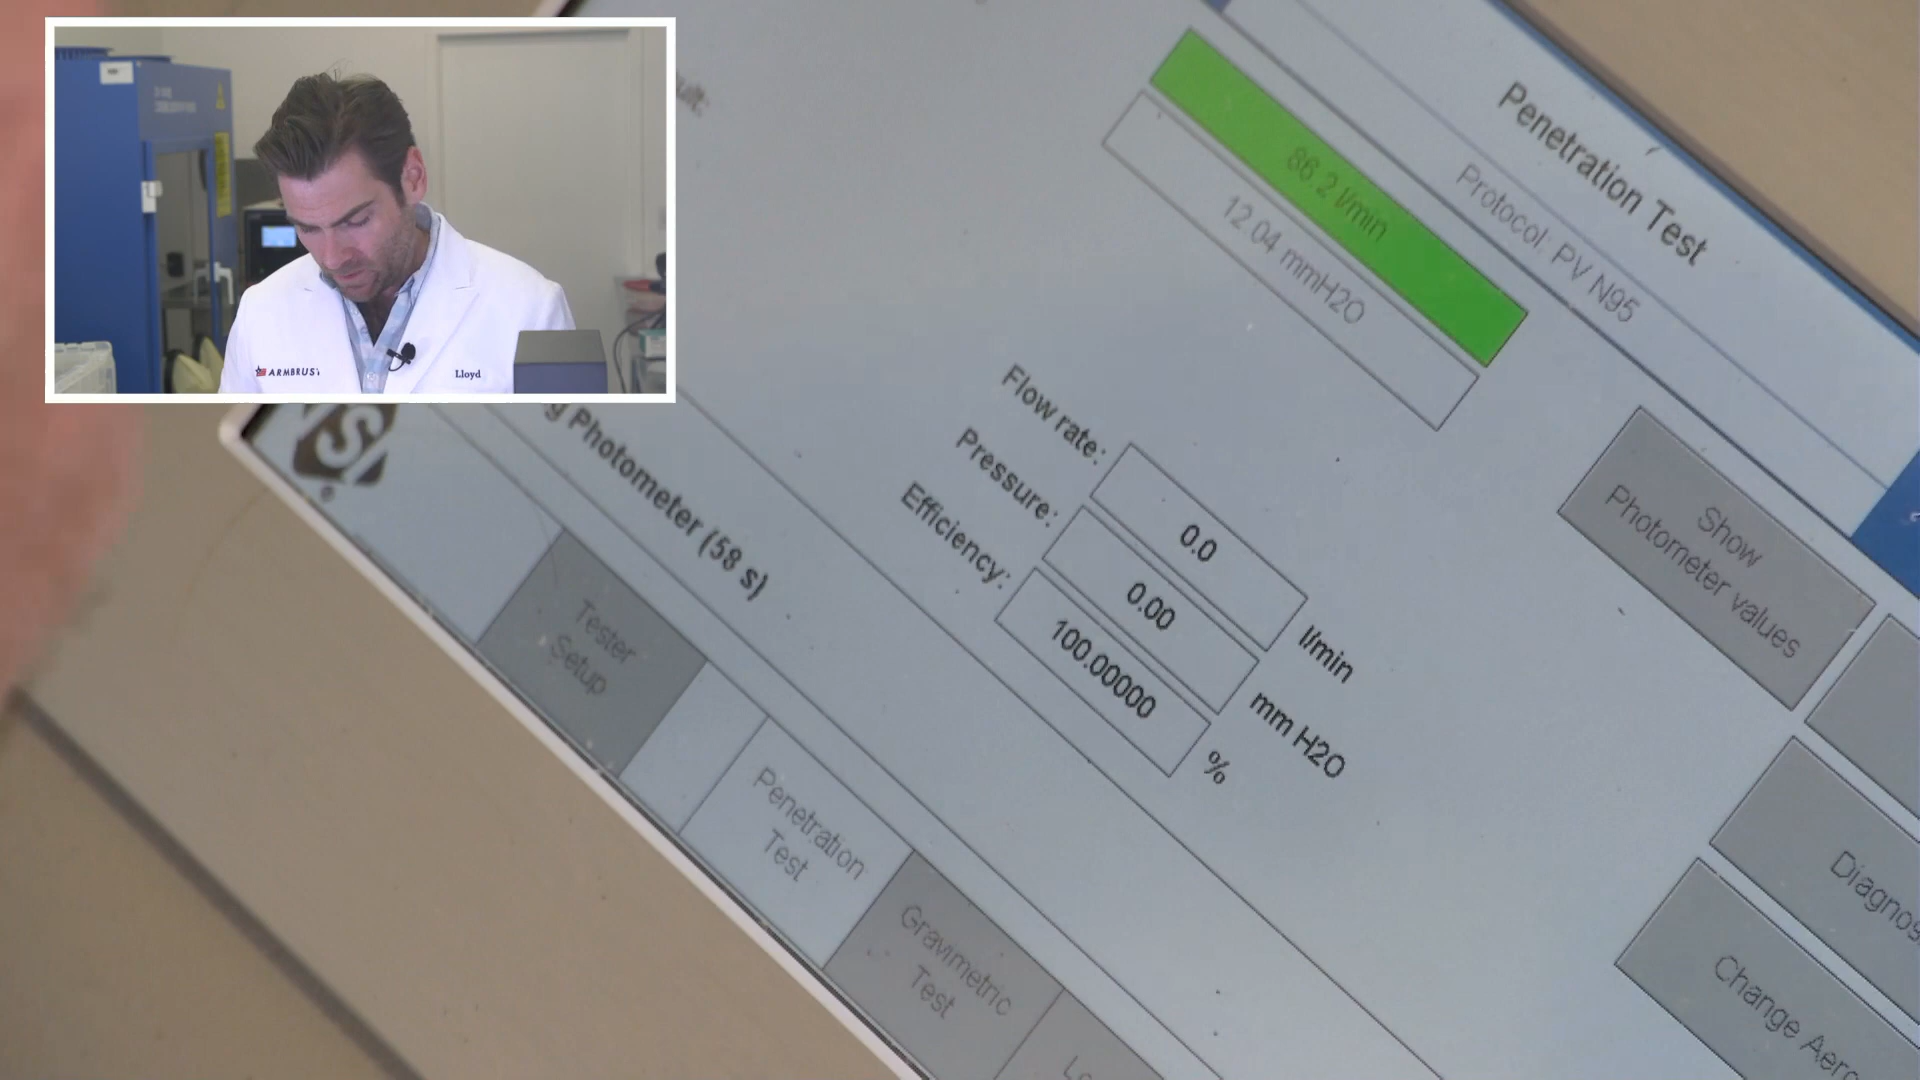 ARMBRUST
Lloyd
Penetration Test
Protocol: PV N95
86.2 l/min
12.04 mmH2O
Flow rate:
0.0
l/min
Pressure:
0.00
mm H2O
Efficiency:
100.00000
%
Show
Photometer values
Photometer (58 s)
Tester
Setup
Penetration
Test
Gravimetric
Test
Change